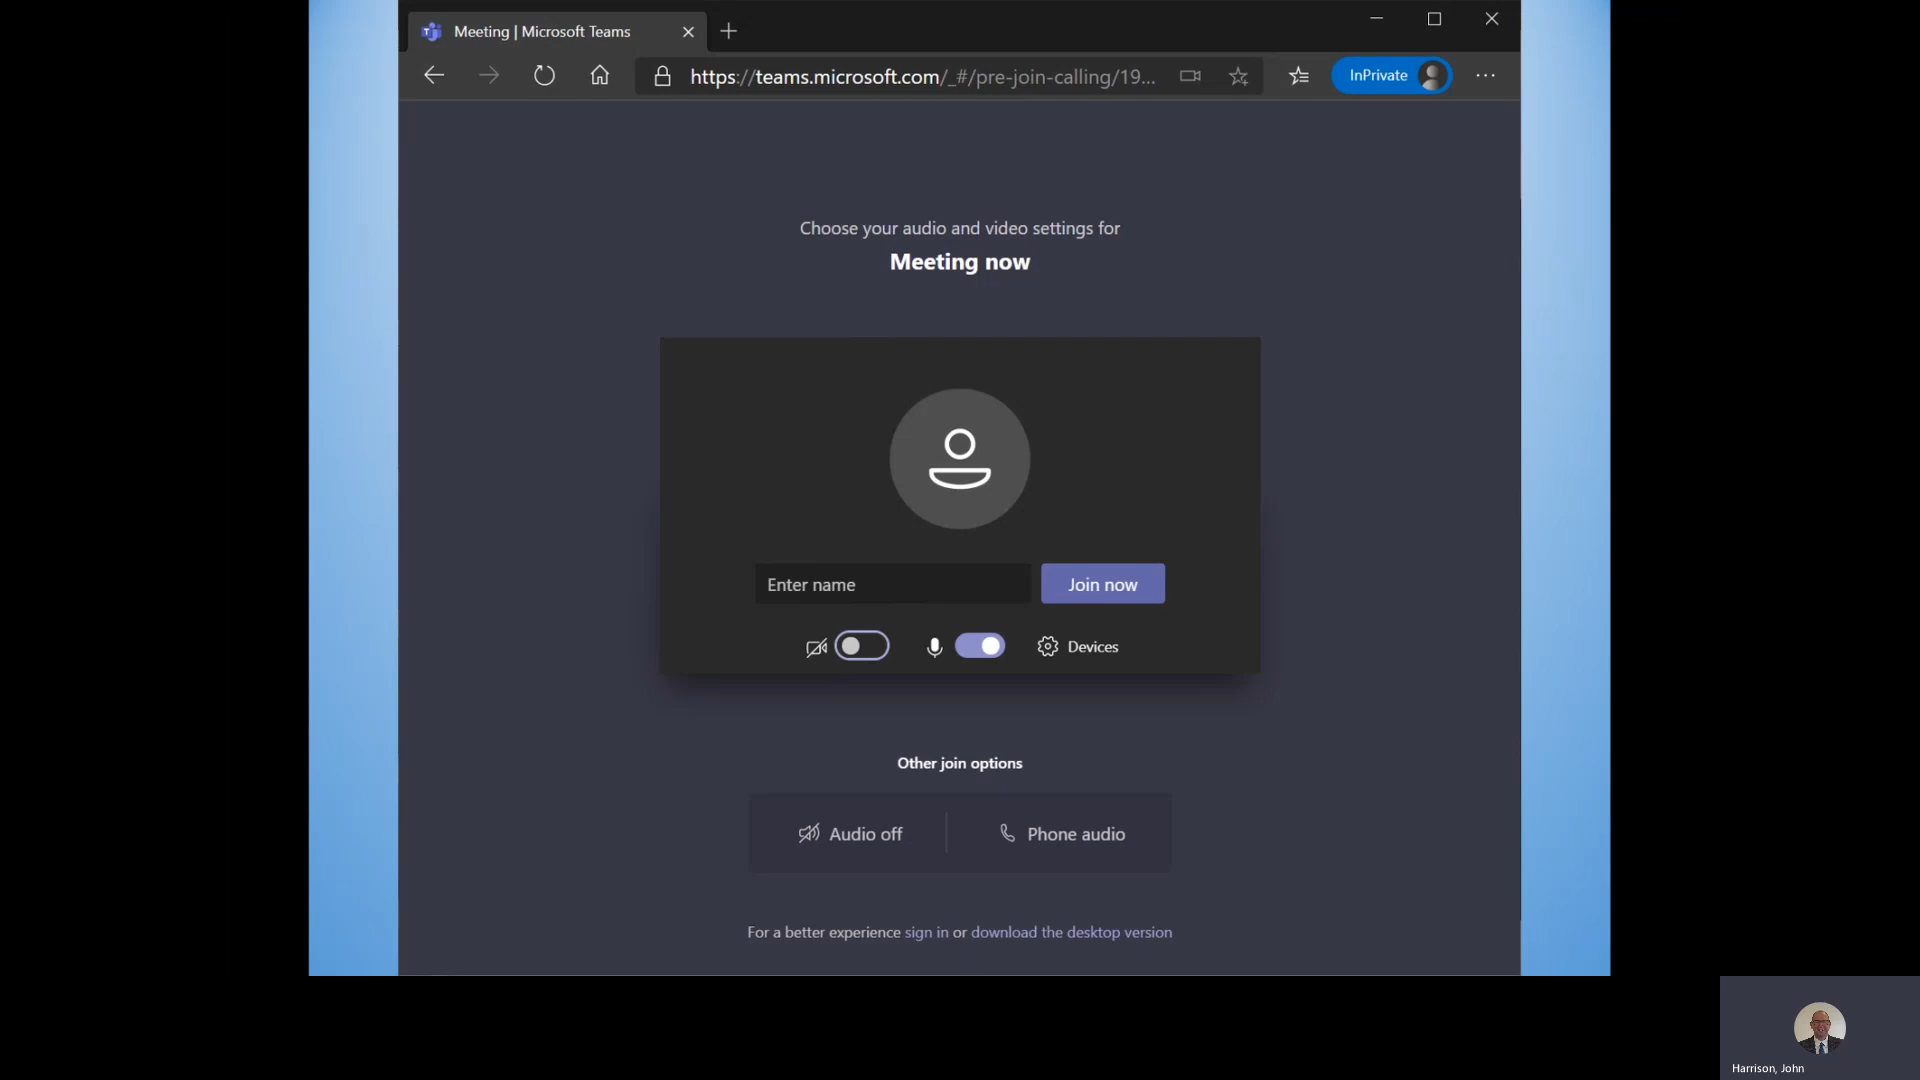 Meeting | Microsoft Teams
https://teams.microsoft.com/_#/pre-join-calling/19...
InPrivate
Choose your audio and video settings for
Meeting now
Enter name
Join now
Devices
Other join options
Audio off
Phone audio
For a better experience sign in or download the desktop version
Harrison, John